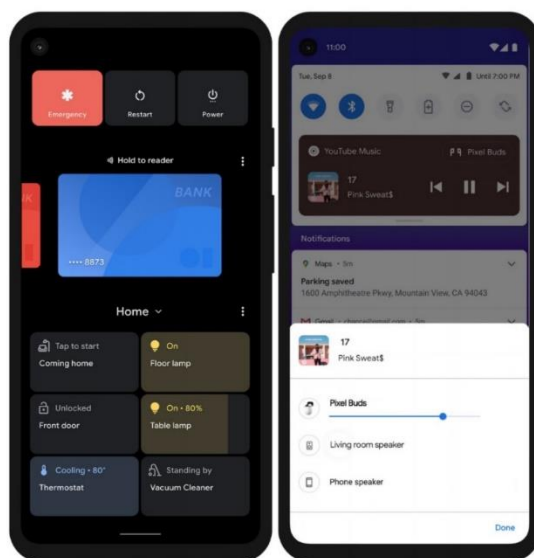 Emergency
Restart
Power
Hold to reader
BANK
•••• 8873
Home
Tap to start
Coming home
On
Floor lamp
Unlocked
Front door
On • 80%
Table lamp
Cooling • 80°
Thermostat
Standing by
Vacuum Cleaner
11:00
Tue, Sep 8
Until 7:00 PM
YouTube Music
Pixel Buds
17
Pink Sweat$
Notifications
Maps • 5m
Parking saved
1600 Amphitheatre Pkwy, Mountain View, CA 94043
17
Pink Sweat$
Pixel Buds
Living room speaker
Phone speaker
Done